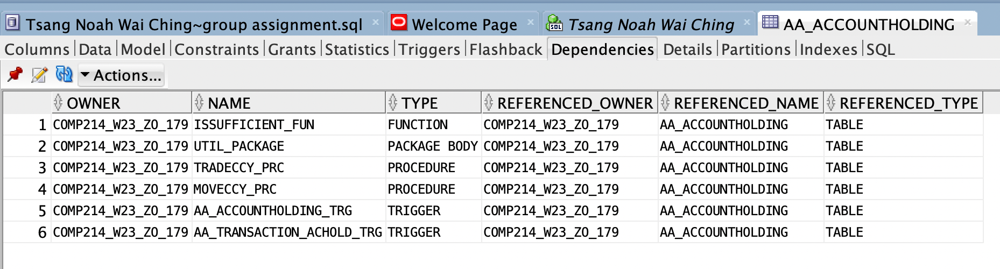 Tsang Noah Wai Ching~group assignment.sql Welcome Page SQL Tsang Noah Wai Ching AA_ACCOUNTHOLDING
Columns Data Model Constraints Grants Statistics Triggers Flashback Dependencies Details Partitions Indexes SQL
Actions...
OWNER NAME TYPE REFERENCED_OWNER REFERENCED_NAME REFERENCED_TYPE
1 COMP214_W23_ZO_179 ISSUFFICIENT_FUN FUNCTION COMP214_W23_ZO_179 AA_ACCOUNTHOLDING TABLE
2 COMP214_W23_ZO_179 UTIL_PACKAGE PACKAGE BODY COMP214_W23_ZO_179 AA_ACCOUNTHOLDING TABLE
3 COMP214_W23_ZO_179 TRADECCY_PRC PROCEDURE COMP214_W23_ZO_179 AA_ACCOUNTHOLDING TABLE
4 COMP214_W23_ZO_179 MOVECCY_PRC PROCEDURE COMP214_W23_ZO_179 AA_ACCOUNTHOLDING TABLE
5 COMP214_W23_ZO_179 AA_ACCOUNTHOLDING_TRG TRIGGER COMP214_W23_ZO_179 AA_ACCOUNTHOLDING TABLE
6 COMP214_W23_ZO_179 AA_TRANSACTION_ACHOLD_TRG TRIGGER COMP214_W23_ZO_179 AA_ACCOUNTHOLDING TABLE